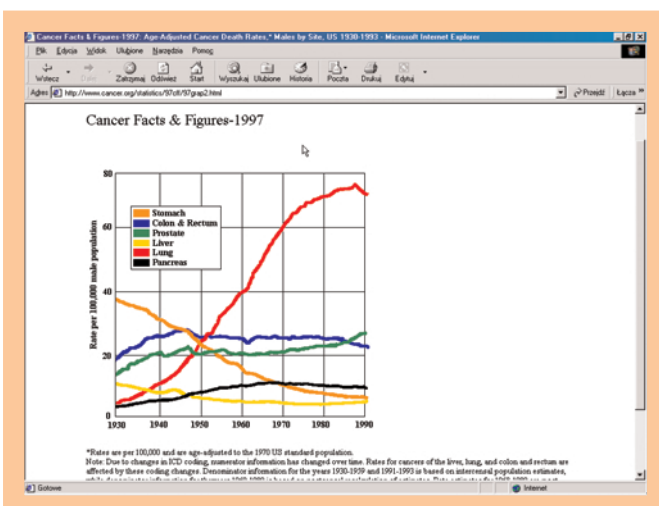 Cancer Facts & Figures-1997: Age-Adjusted Cancer Death Rates,* Males by Site, US 1930-1993 - Microsoft Internet Explorer
Plik Edycja Widok Ulubione Narzędzia Pomoc
Wstecz Dalej Zatrzymaj Odśwież Start Wyszukaj Ulubione Historia Poczta Drukuj Edytuj
Adres http://www.cancer.org/statistics/97cff/97grap2.html Przejdź Łącza
Cancer Facts & Figures-1997
Rate per 100,000 male population
80
60
40
20
0
Stomach
Colon & Rectum
Prostate
Liver
Lung
Pancreas
1930 1940 1950 1960 1970 1980 1990
*Rates are per 100,000 and are age-adjusted to the 1970 US standard population.
Note: Due to changes in ICD coding, numerator information has changed over time. Rates for cancers of the liver, lung, and colon and rectum are
affected by these coding changes. Denominator information for the years 1930-1959 and 1991-1993 is based on intercensal population estimates,
Gotowe Internet